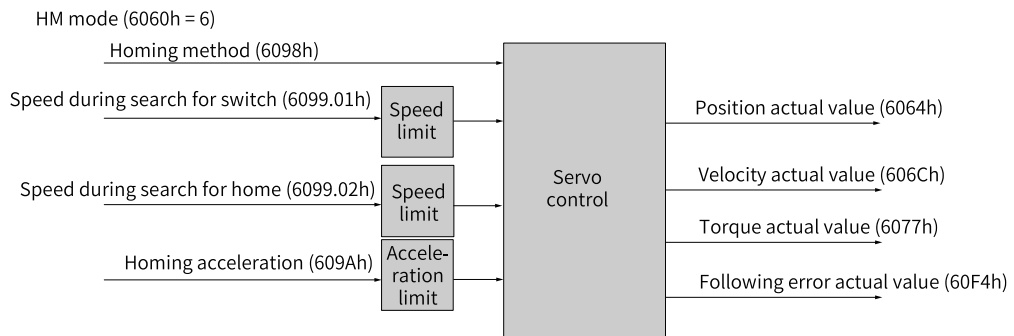 HM mode (6060h = 6)
Homing method (6098h)
Speed during search for switch (6099.01h)
Speed
limit
Position actual value (6064h)
Speed during search for home (6099.02h)
Speed
limit
Servo
control
Velocity actual value (606Ch)
Torque actual value (6077h)
Homing acceleration (609Ah)
Accele-
ration
limit
Following error actual value (60F4h)